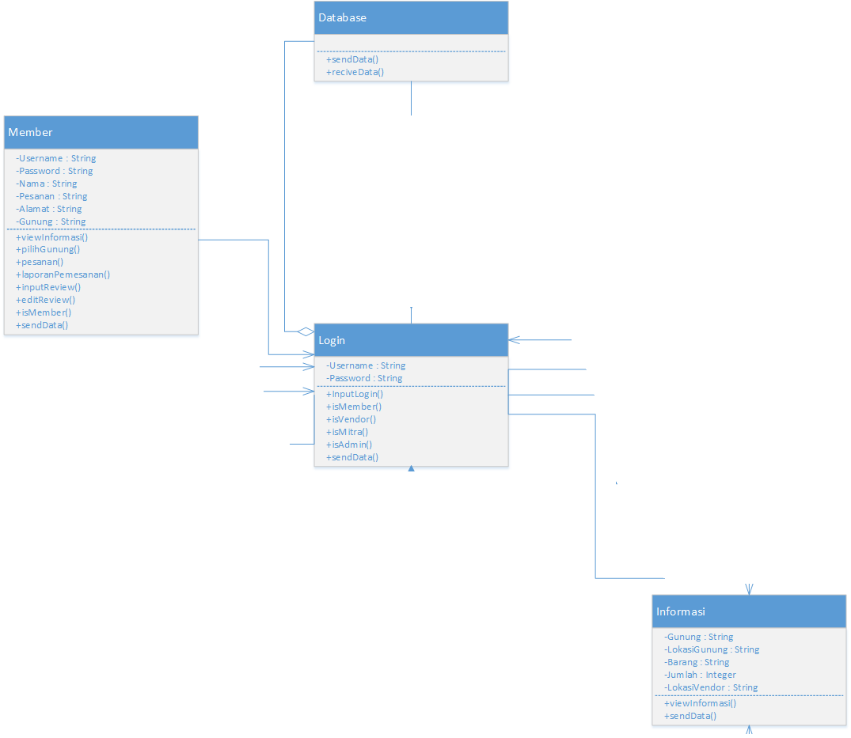 Database
+sendData()
+reciveData()
Member
-Username : String
-Password : String
-Nama : String
-Pesanan : String
-Alamat : String
-Gunung : String
+viewInformasi()
+pilihGunung()
+pesanan()
+laporanPemesanan()
+inputReview()
+editReview()
+isMember()
+sendData()
Login
-Username : String
-Password : String
+InputLogin()
+isMember()
+isVendor()
+isMitra()
+isAdmin()
+sendData()
Informasi
-Gunung : String
-LokasiGunung : String
-Barang : String
-Jumlah : Integer
-LokasiVendor : String
+viewInformasi()
+sendData()